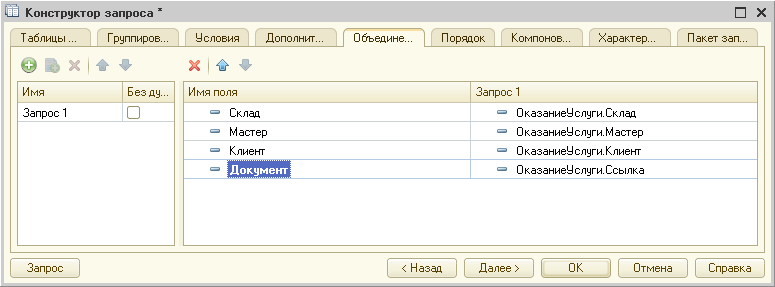 Конструктор запроса *
Таблицы ... Группиров... Условия Дополнит... Объедине... Порядок Компонов... Характер... Пакет зап...
Имя Без ду... Имя поля Запрос 1
Запрос 1 Склад ОказаниеУслуги.Склад
Мастер ОказаниеУслуги.Мастер
Клиент ОказаниеУслуги.Клиент
Документ ОказаниеУслуги.Ссылка
Запрос < Назад Далее > OK Отмена Справка